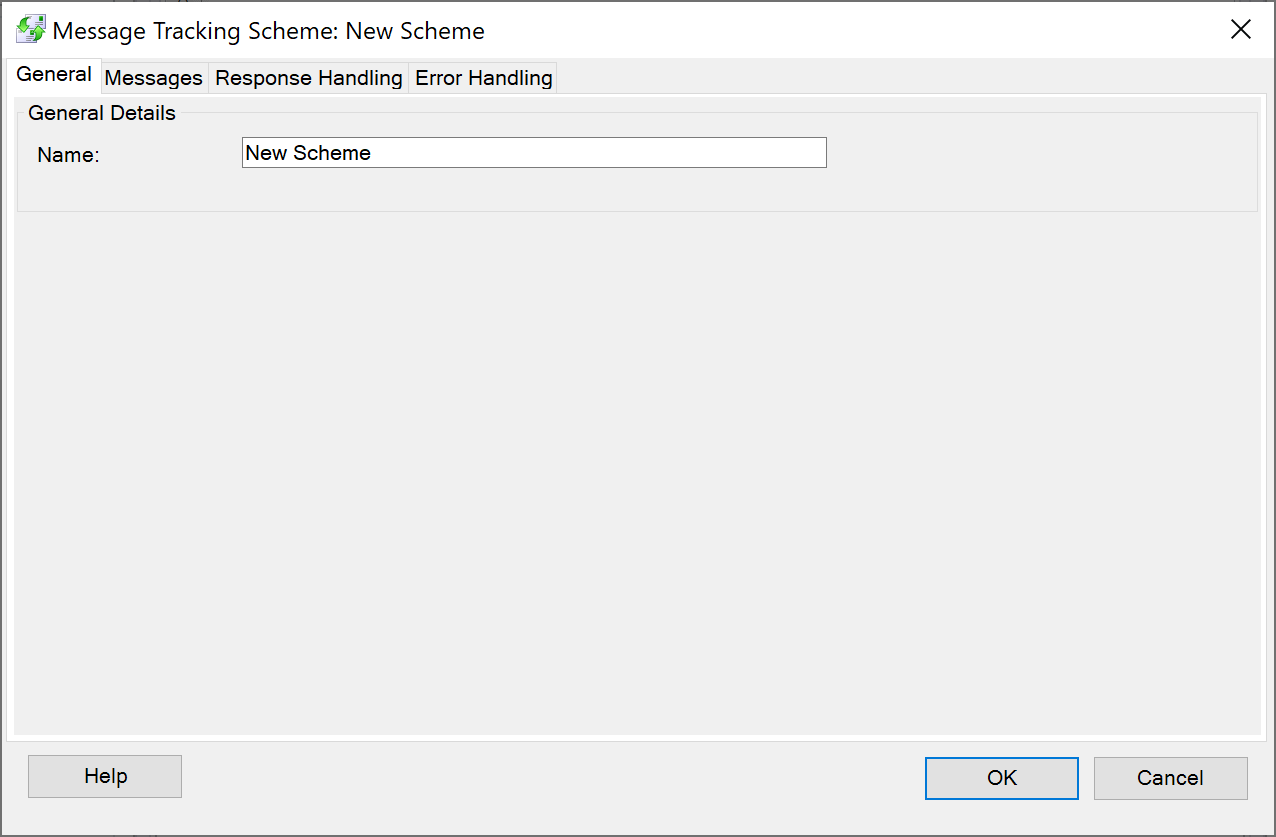 Message Tracking Scheme: New Scheme
General Messages Response Handling Error Handling
General Details
Name: New Scheme
Help OK Cancel